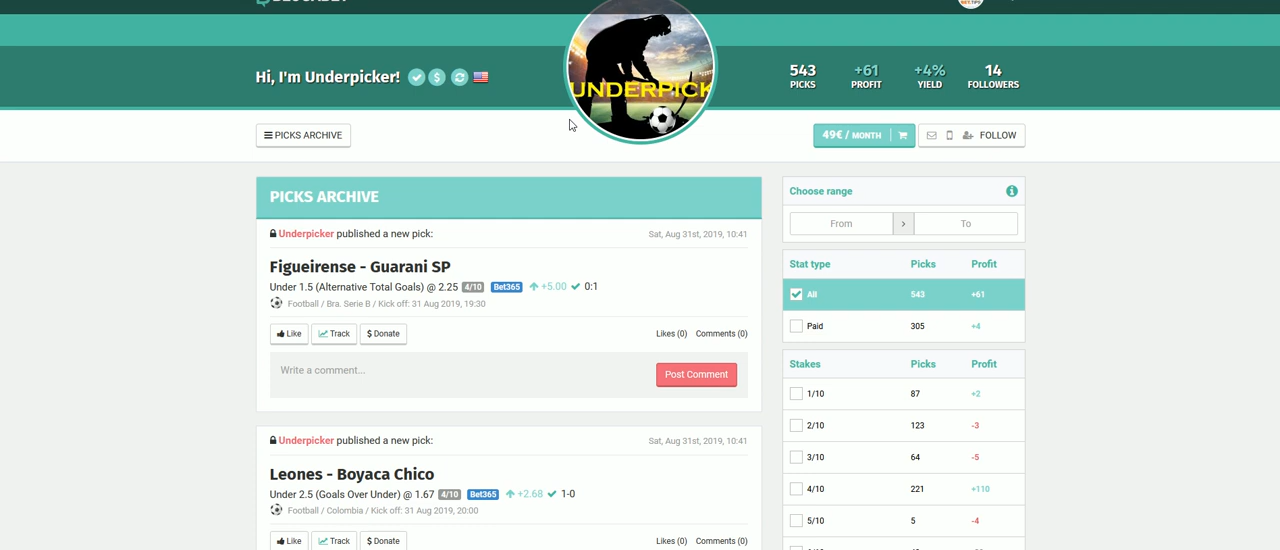 Hi, I'm Underpicker!
UNDERPICK
543 +61 +4% 14
PICKS PROFIT YIELD FOLLOWERS
PICKS ARCHIVE
49€ / MONTH
FOLLOW
PICKS ARCHIVE
Underpicker published a new pick: Sat, Aug 31st, 2019, 10:41
Figueirense - Guarani SP
Under 1.5 (Alternative Total Goals) @ 2.25 4/10 Bet365 +5.00 0:1
Football / Bra. Serie B / Kick off: 31 Aug 2019, 19:30
Like Track $ Donate Likes (0) Comments (0)
Write a comment... Post Comment
Underpicker published a new pick: Sat, Aug 31st, 2019, 10:41
Leones - Boyaca Chico
Under 2.5 (Goals Over Under) @ 1.67 4/10 Bet365 +2.68 1-0
Football / Colombia / Kick off: 31 Aug 2019, 20:00
Like Track $ Donate Likes (0) Comments (0)
Choose range
From > To
Stat type Picks Profit
All 543 +61
Paid 305 +4
Stakes Picks Profit
1/10 87 +2
2/10 123 -3
3/10 64 -5
4/10 221 +110
5/10 5 -4